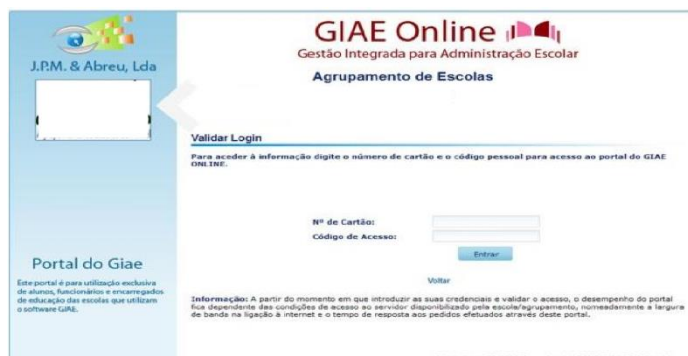 J.P.M. & Abreu, Lda
GIAE Online
Gestão Integrada para Administração Escolar
Agrupamento de Escolas
Validar Login
Para aceder à informação digite o número de cartão e o código pessoal para acesso ao portal do GIAE
ONLINE.
Nº de Cartão:
Código de Acesso:
Entrar
Voltar
Portal do Giae
Este portal é para utilização exclusiva
de alunos, funcionários e encarregados
de educação das escolas que utilizam
o software GIAE.
Informação: A partir do momento em que introduzir as suas credenciais e validar o acesso, o desempenho do portal
fica dependente das condições de acesso ao servidor disponibilizado pela escola/agrupamento, nomeadamente a largura
de banda na ligação à internet e o tempo de resposta aos pedidos efetuados através deste portal.